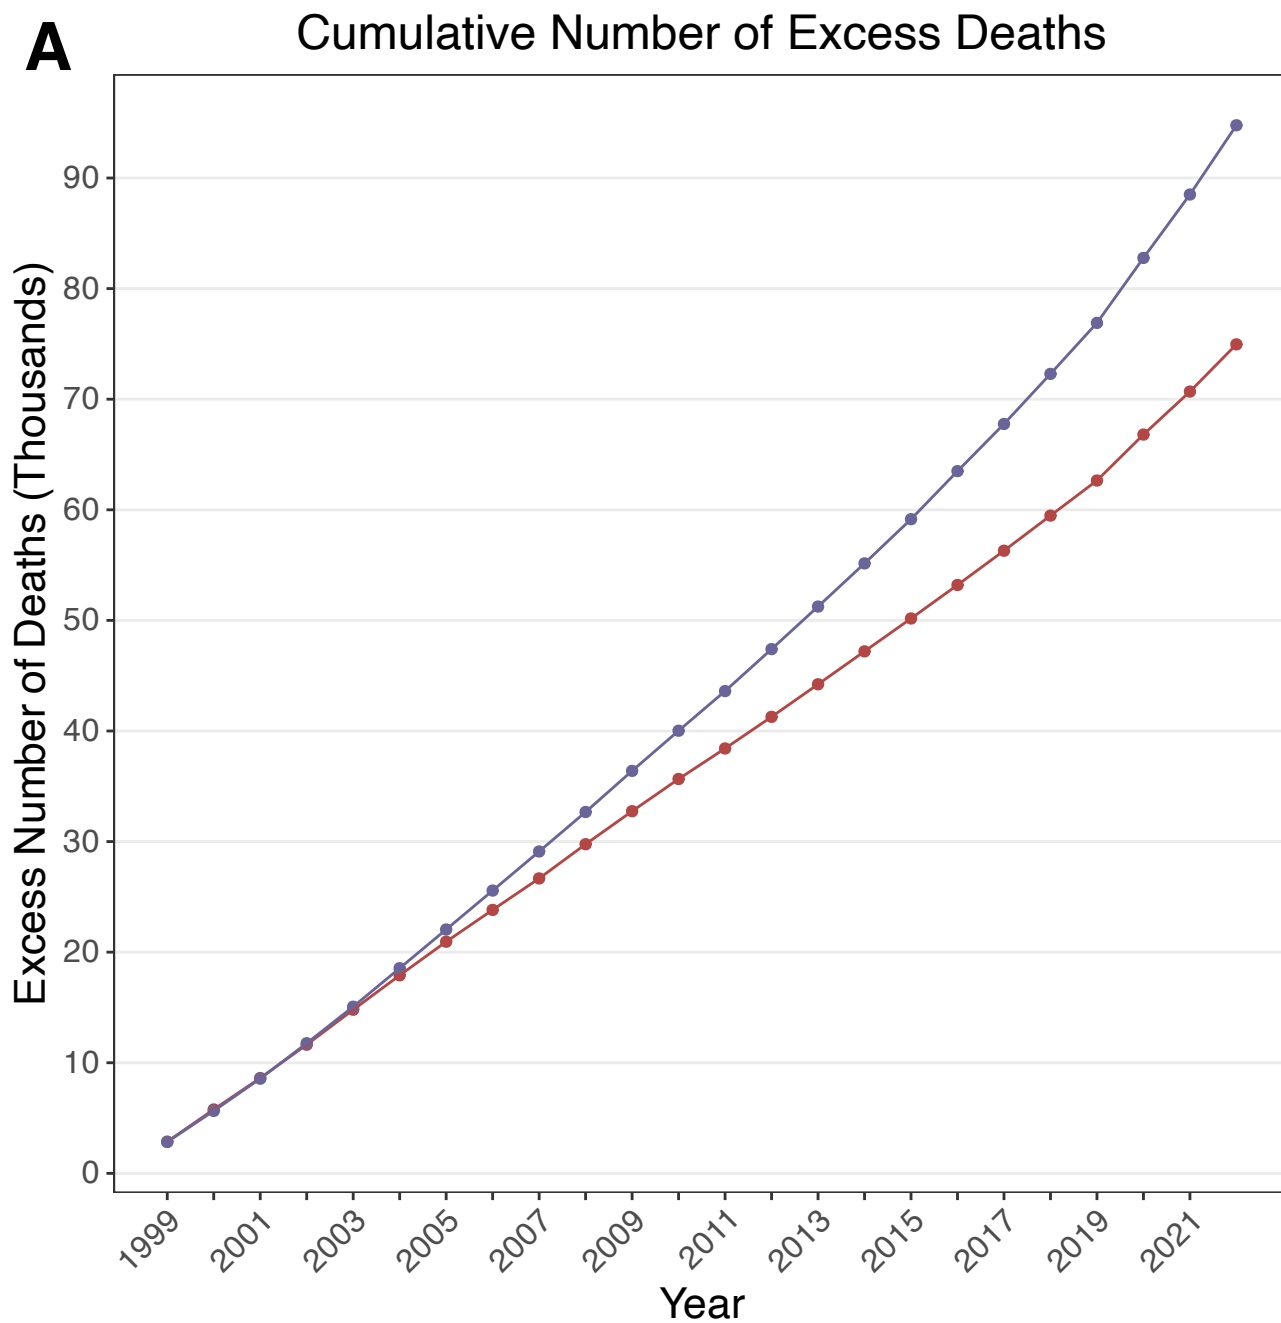 A
Cumulative Number of Excess Deaths
Excess Number of Deaths (Thousands)
90
80
70
60
50
40
30
20
10
0
1999 2001 2003 2005 2007 2009 2011 2013 2015 2017 2019 2021
Year